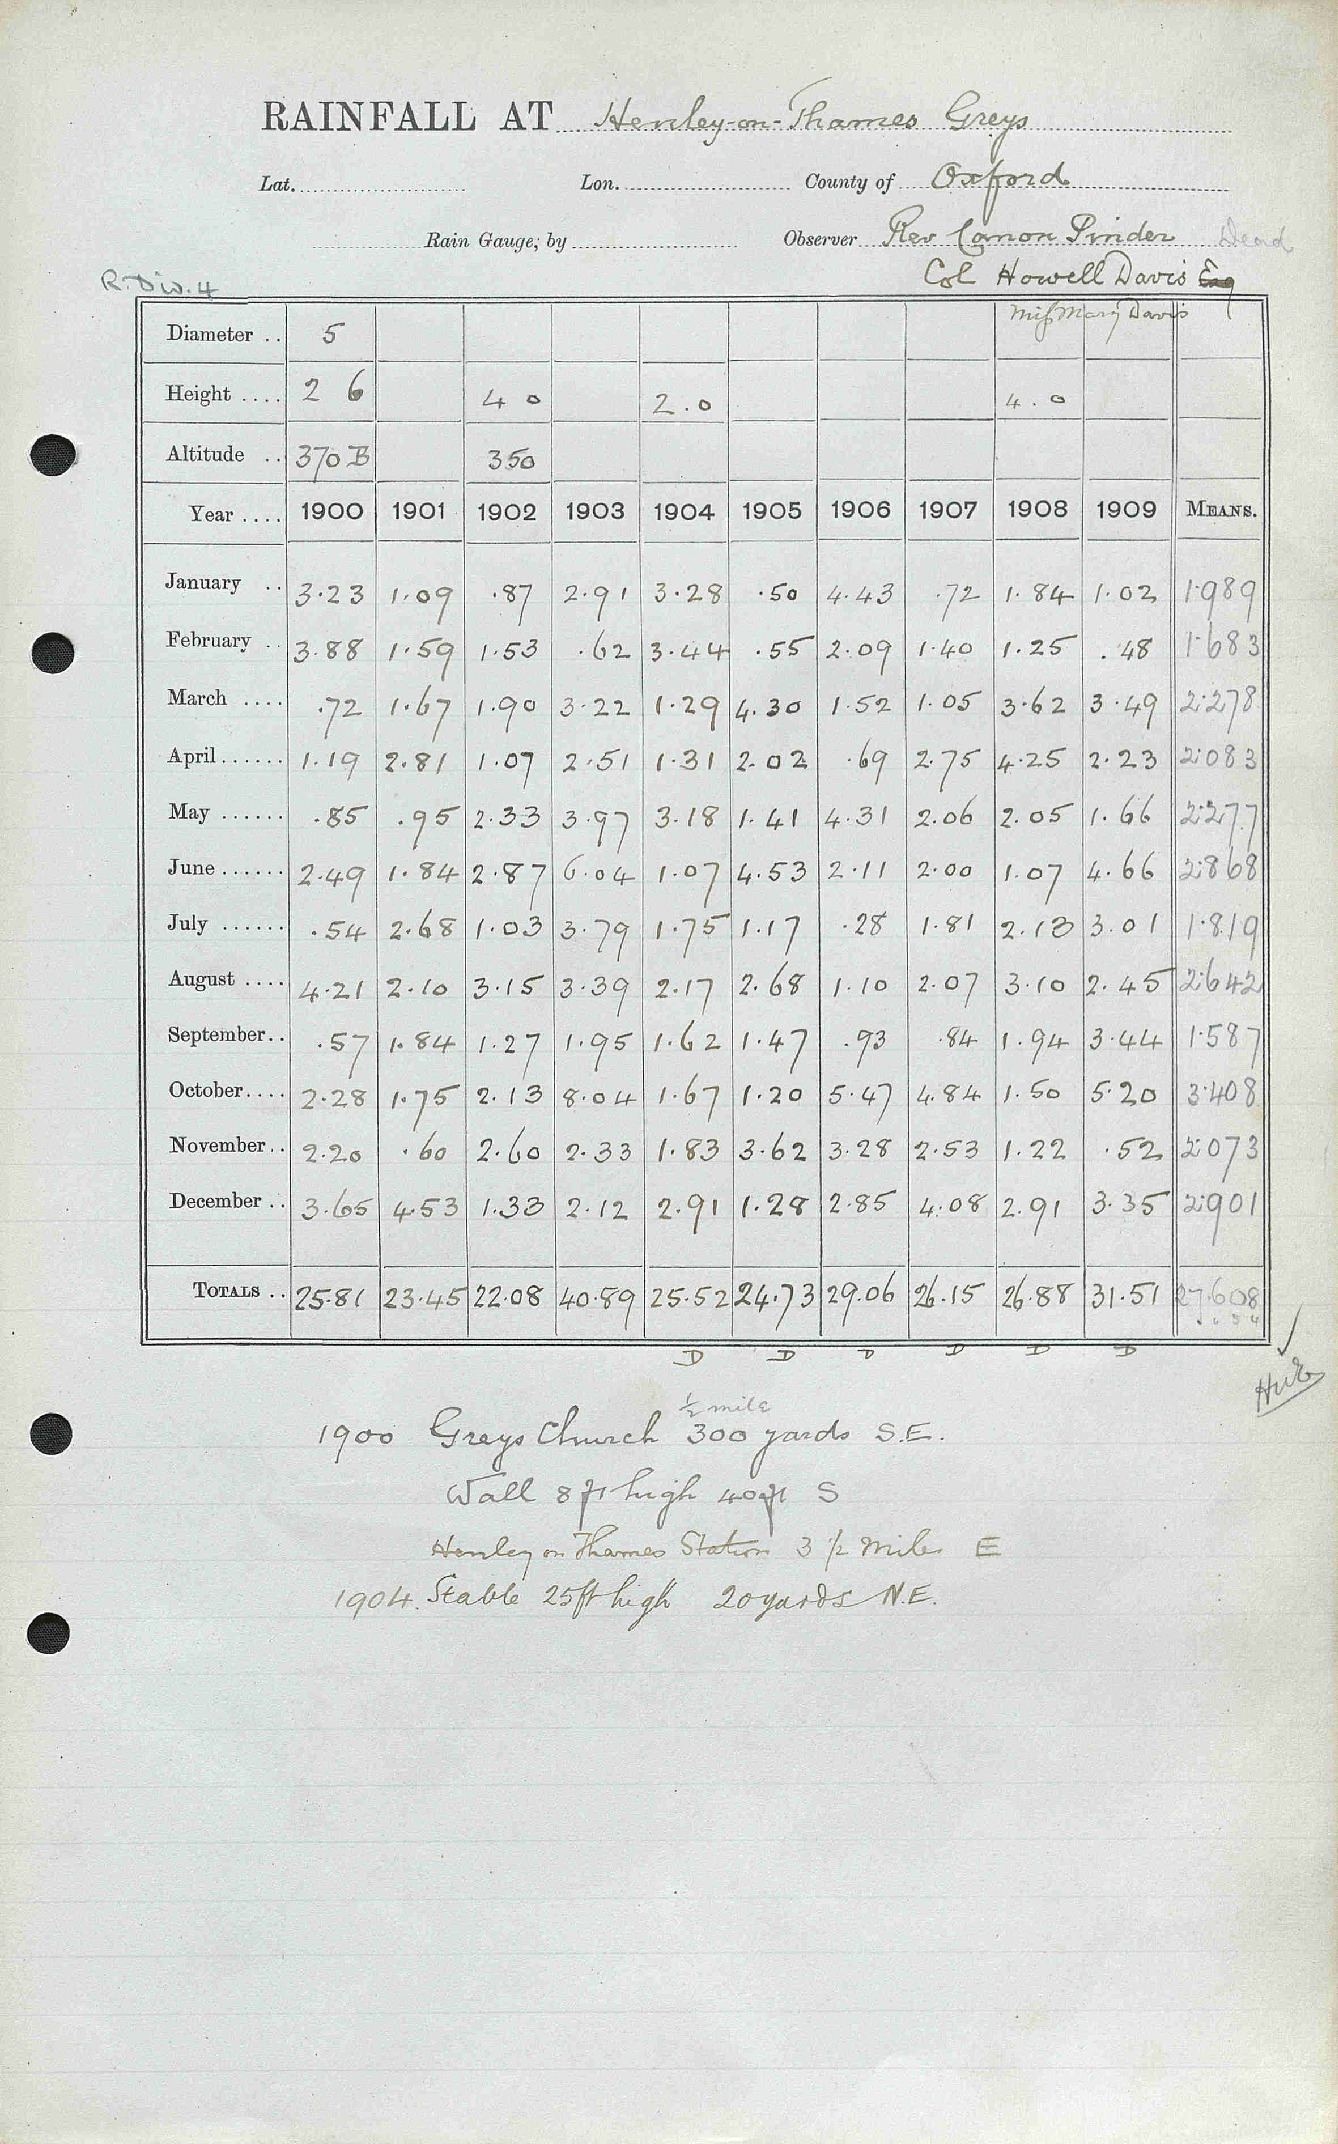 RAINFALL AT Henley-on-Thames Greys
Lat. Lon. County of Oxford
Rain Gauge, by Observer Rev Canon Pinder Dead
R. Div. 4 Col Howell Davis Esq
Miss Mary Davis
Diameter .. 5
Height .... 2 6 4 0 2.0 4.0
Altitude .. 370 B 350
Year .... 1900 1901 1902 1903 1904 1905 1906 1907 1908 1909 MEANS.
January .. 3.23 1.09 .87 2.91 3.28 .50 4.43 .72 1.84 1.02 1.989
February .. 3.88 1.59 1.53 .62 3.44 .55 2.09 1.40 1.25 .48 1.683
March .... .72 1.67 1.90 3.22 1.29 4.30 1.52 1.05 3.62 3.49 2.278
April ...... 1.19 2.81 1.07 2.51 1.31 2.02 .69 2.75 4.25 2.23 2.083
May ...... .85 .95 2.33 3.97 3.18 1.41 4.31 2.06 2.05 1.66 2.277
June ...... 2.49 1.84 2.87 6.04 1.07 4.53 2.11 2.00 1.07 4.66 2.868
July ...... .54 2.68 1.03 3.79 1.75 1.17 .28 1.81 2.13 3.01 1.819
August .... 4.21 2.10 3.15 3.39 2.17 2.68 1.10 2.07 3.10 2.45 2.642
September.. .57 1.84 1.27 1.95 1.62 1.47 .93 .84 1.94 3.44 1.587
October.... 2.28 1.75 2.13 8.04 1.67 1.20 5.47 4.84 1.50 5.20 3.408
November.. 2.20 .60 2.60 2.33 1.83 3.62 3.28 2.53 1.22 .52 2.073
December .. 3.65 4.53 1.33 2.12 2.91 1.28 2.85 4.08 2.91 3.35 2.901
TOTALS .. 25.81 23.45 22.08 40.89 25.52 24.73 29.06 26.15 26.88 31.51 27.608
D D D D D D
½ mile
1900 Greys Church 300 yards S.E.
Wall 8 ft high 40 ft S
Henley on Thames Station 3 ½ miles E
1904. Stable 25 ft high 20 yards N.E.